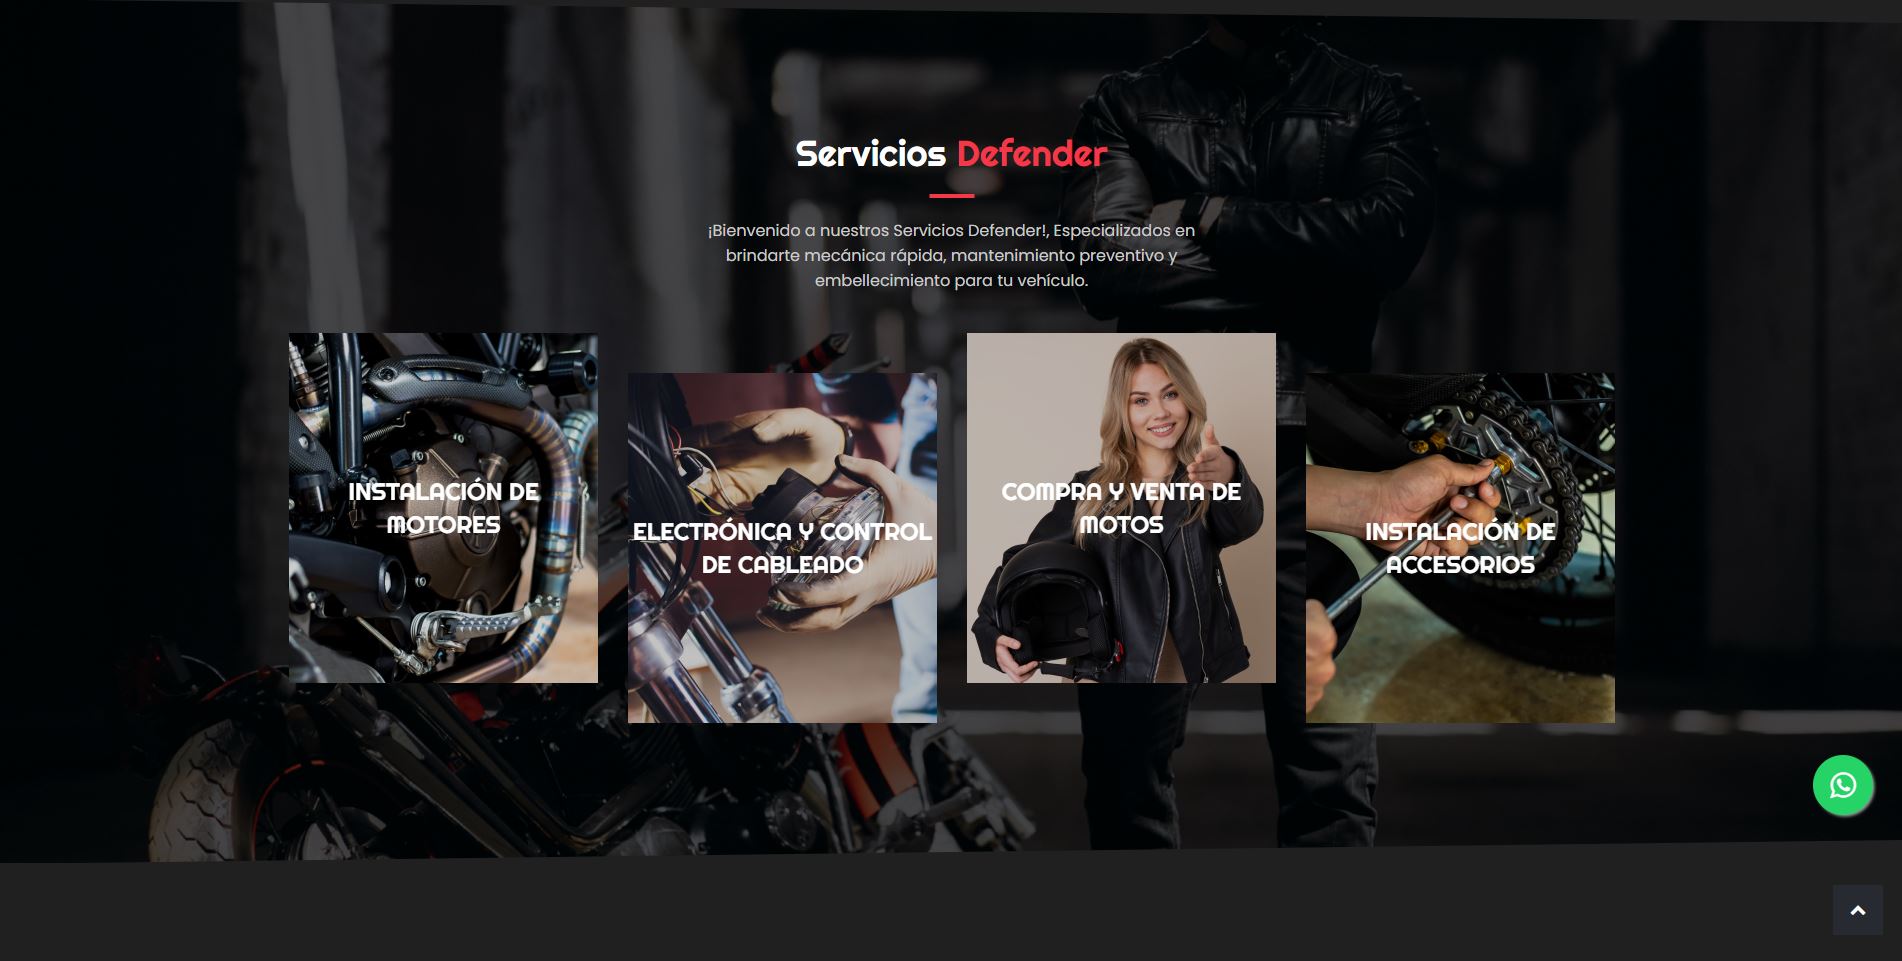 Servicios Defender
¡Bienvenido a nuestros Servicios Defender!, Especializados en
brindarte mecánica rápida, mantenimiento preventivo y
embellecimiento para tu vehículo.
INSTALACIÓN DE
MOTORES
ELECTRÓNICA Y CONTROL
DE CABLEADO
COMPRA Y VENTA DE
MOTOS
INSTALACIÓN DE
ACCESORIOS